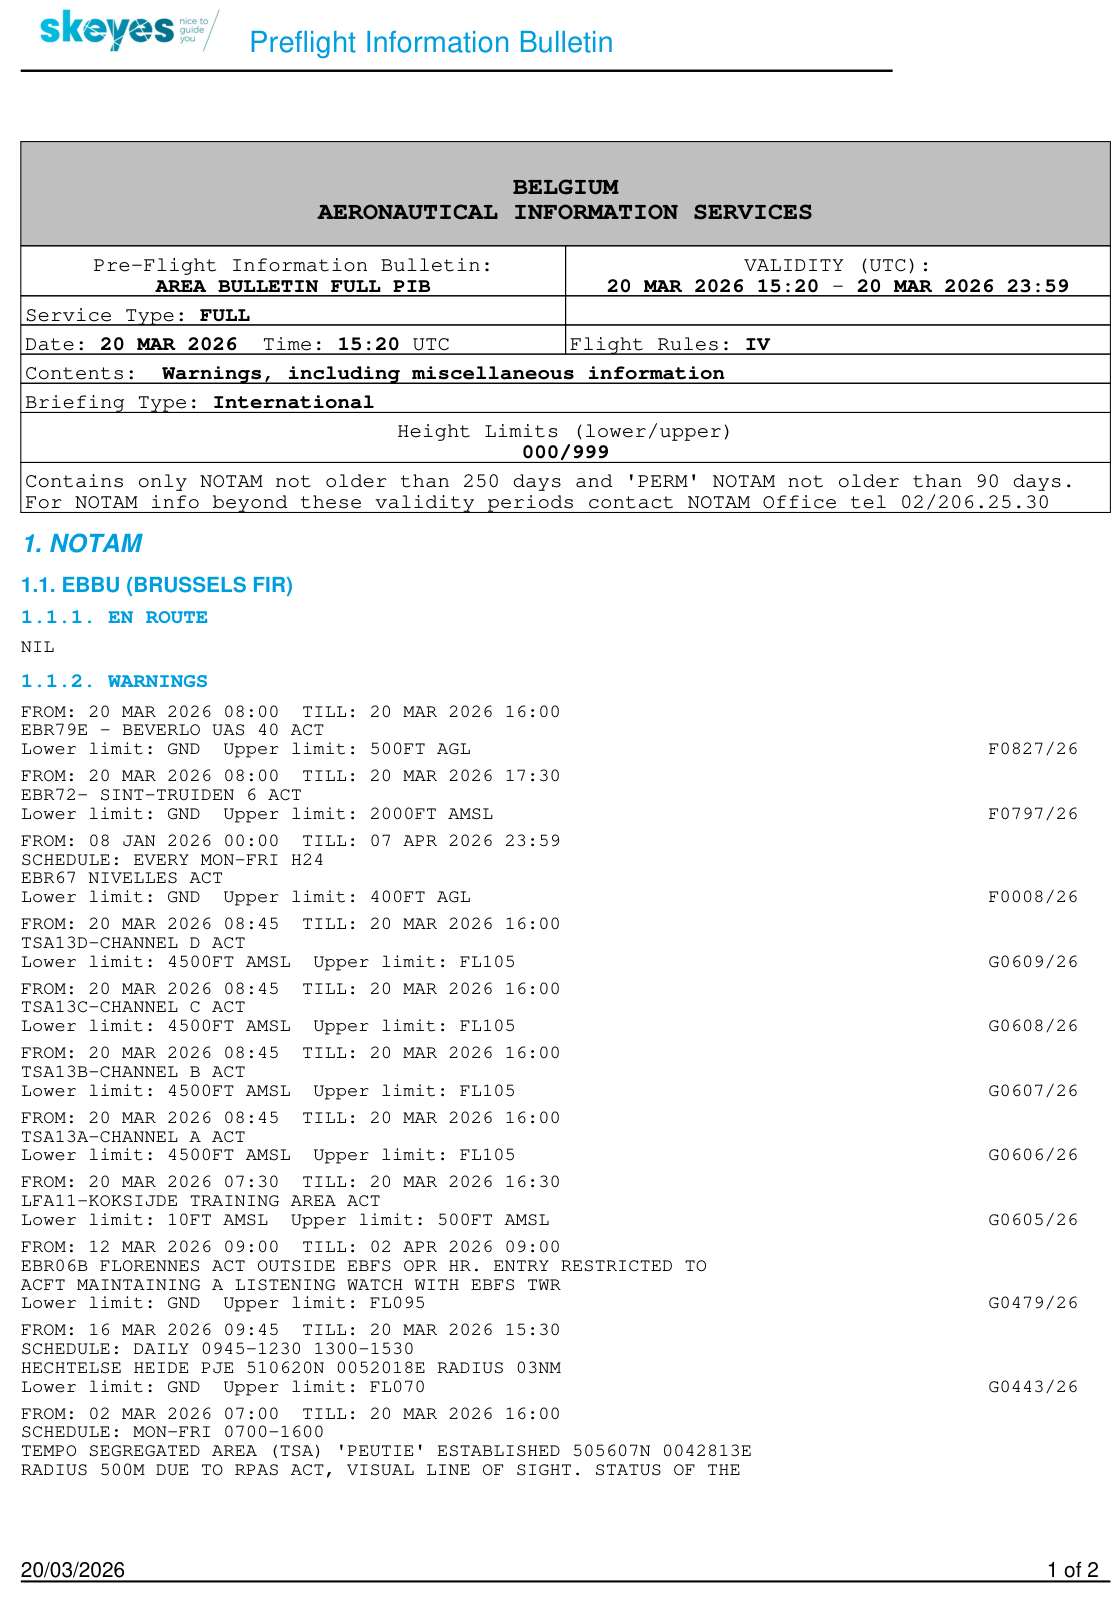 skeyes nice to guide you
Preflight Information Bulletin
BELGIUM
AERONAUTICAL INFORMATION SERVICES
Pre-Flight Information Bulletin:
AREA BULLETIN FULL PIB
VALIDITY (UTC):
20 MAR 2026 15:20 - 20 MAR 2026 23:59
Service Type: FULL
Date: 20 MAR 2026 Time: 15:20 UTC
Flight Rules: IV
Contents: Warnings, including miscellaneous information
Briefing Type: International
Height Limits (lower/upper)
000/999
Contains only NOTAM not older than 250 days and 'PERM' NOTAM not older than 90 days.
For NOTAM info beyond these validity periods contact NOTAM Office tel 02/206.25.30
1. NOTAM
1.1. EBBU (BRUSSELS FIR)
1.1.1. EN ROUTE
NIL
1.1.2. WARNINGS
FROM: 20 MAR 2026 08:00 TILL: 20 MAR 2026 16:00
EBR79E - BEVERLO UAS 40 ACT
Lower limit: GND Upper limit: 500FT AGL F0827/26
FROM: 20 MAR 2026 08:00 TILL: 20 MAR 2026 17:30
EBR72- SINT-TRUIDEN 6 ACT
Lower limit: GND Upper limit: 2000FT AMSL F0797/26
FROM: 08 JAN 2026 00:00 TILL: 07 APR 2026 23:59
SCHEDULE: EVERY MON-FRI H24
EBR67 NIVELLES ACT
Lower limit: GND Upper limit: 400FT AGL F0008/26
FROM: 20 MAR 2026 08:45 TILL: 20 MAR 2026 16:00
TSA13D-CHANNEL D ACT
Lower limit: 4500FT AMSL Upper limit: FL105 G0609/26
FROM: 20 MAR 2026 08:45 TILL: 20 MAR 2026 16:00
TSA13C-CHANNEL C ACT
Lower limit: 4500FT AMSL Upper limit: FL105 G0608/26
FROM: 20 MAR 2026 08:45 TILL: 20 MAR 2026 16:00
TSA13B-CHANNEL B ACT
Lower limit: 4500FT AMSL Upper limit: FL105 G0607/26
FROM: 20 MAR 2026 08:45 TILL: 20 MAR 2026 16:00
TSA13A-CHANNEL A ACT
Lower limit: 4500FT AMSL Upper limit: FL105 G0606/26
FROM: 20 MAR 2026 07:30 TILL: 20 MAR 2026 16:30
LFA11-KOKSIJDE TRAINING AREA ACT
Lower limit: 10FT AMSL Upper limit: 500FT AMSL G0605/26
FROM: 12 MAR 2026 09:00 TILL: 02 APR 2026 09:00
EBR06B FLORENNES ACT OUTSIDE EBFS OPR HR. ENTRY RESTRICTED TO
ACFT MAINTAINING A LISTENING WATCH WITH EBFS TWR
Lower limit: GND Upper limit: FL095 G0479/26
FROM: 16 MAR 2026 09:45 TILL: 20 MAR 2026 15:30
SCHEDULE: DAILY 0945-1230 1300-1530
HECHTELSE HEIDE PJE 510620N 0052018E RADIUS 03NM
Lower limit: GND Upper limit: FL070 G0443/26
FROM: 02 MAR 2026 07:00 TILL: 20 MAR 2026 16:00
SCHEDULE: MON-FRI 0700-1600
TEMPO SEGREGATED AREA (TSA) 'PEUTIE' ESTABLISHED 505607N 0042813E
RADIUS 500M DUE TO RPAS ACT, VISUAL LINE OF SIGHT. STATUS OF THE
20/03/2026 1 of 2